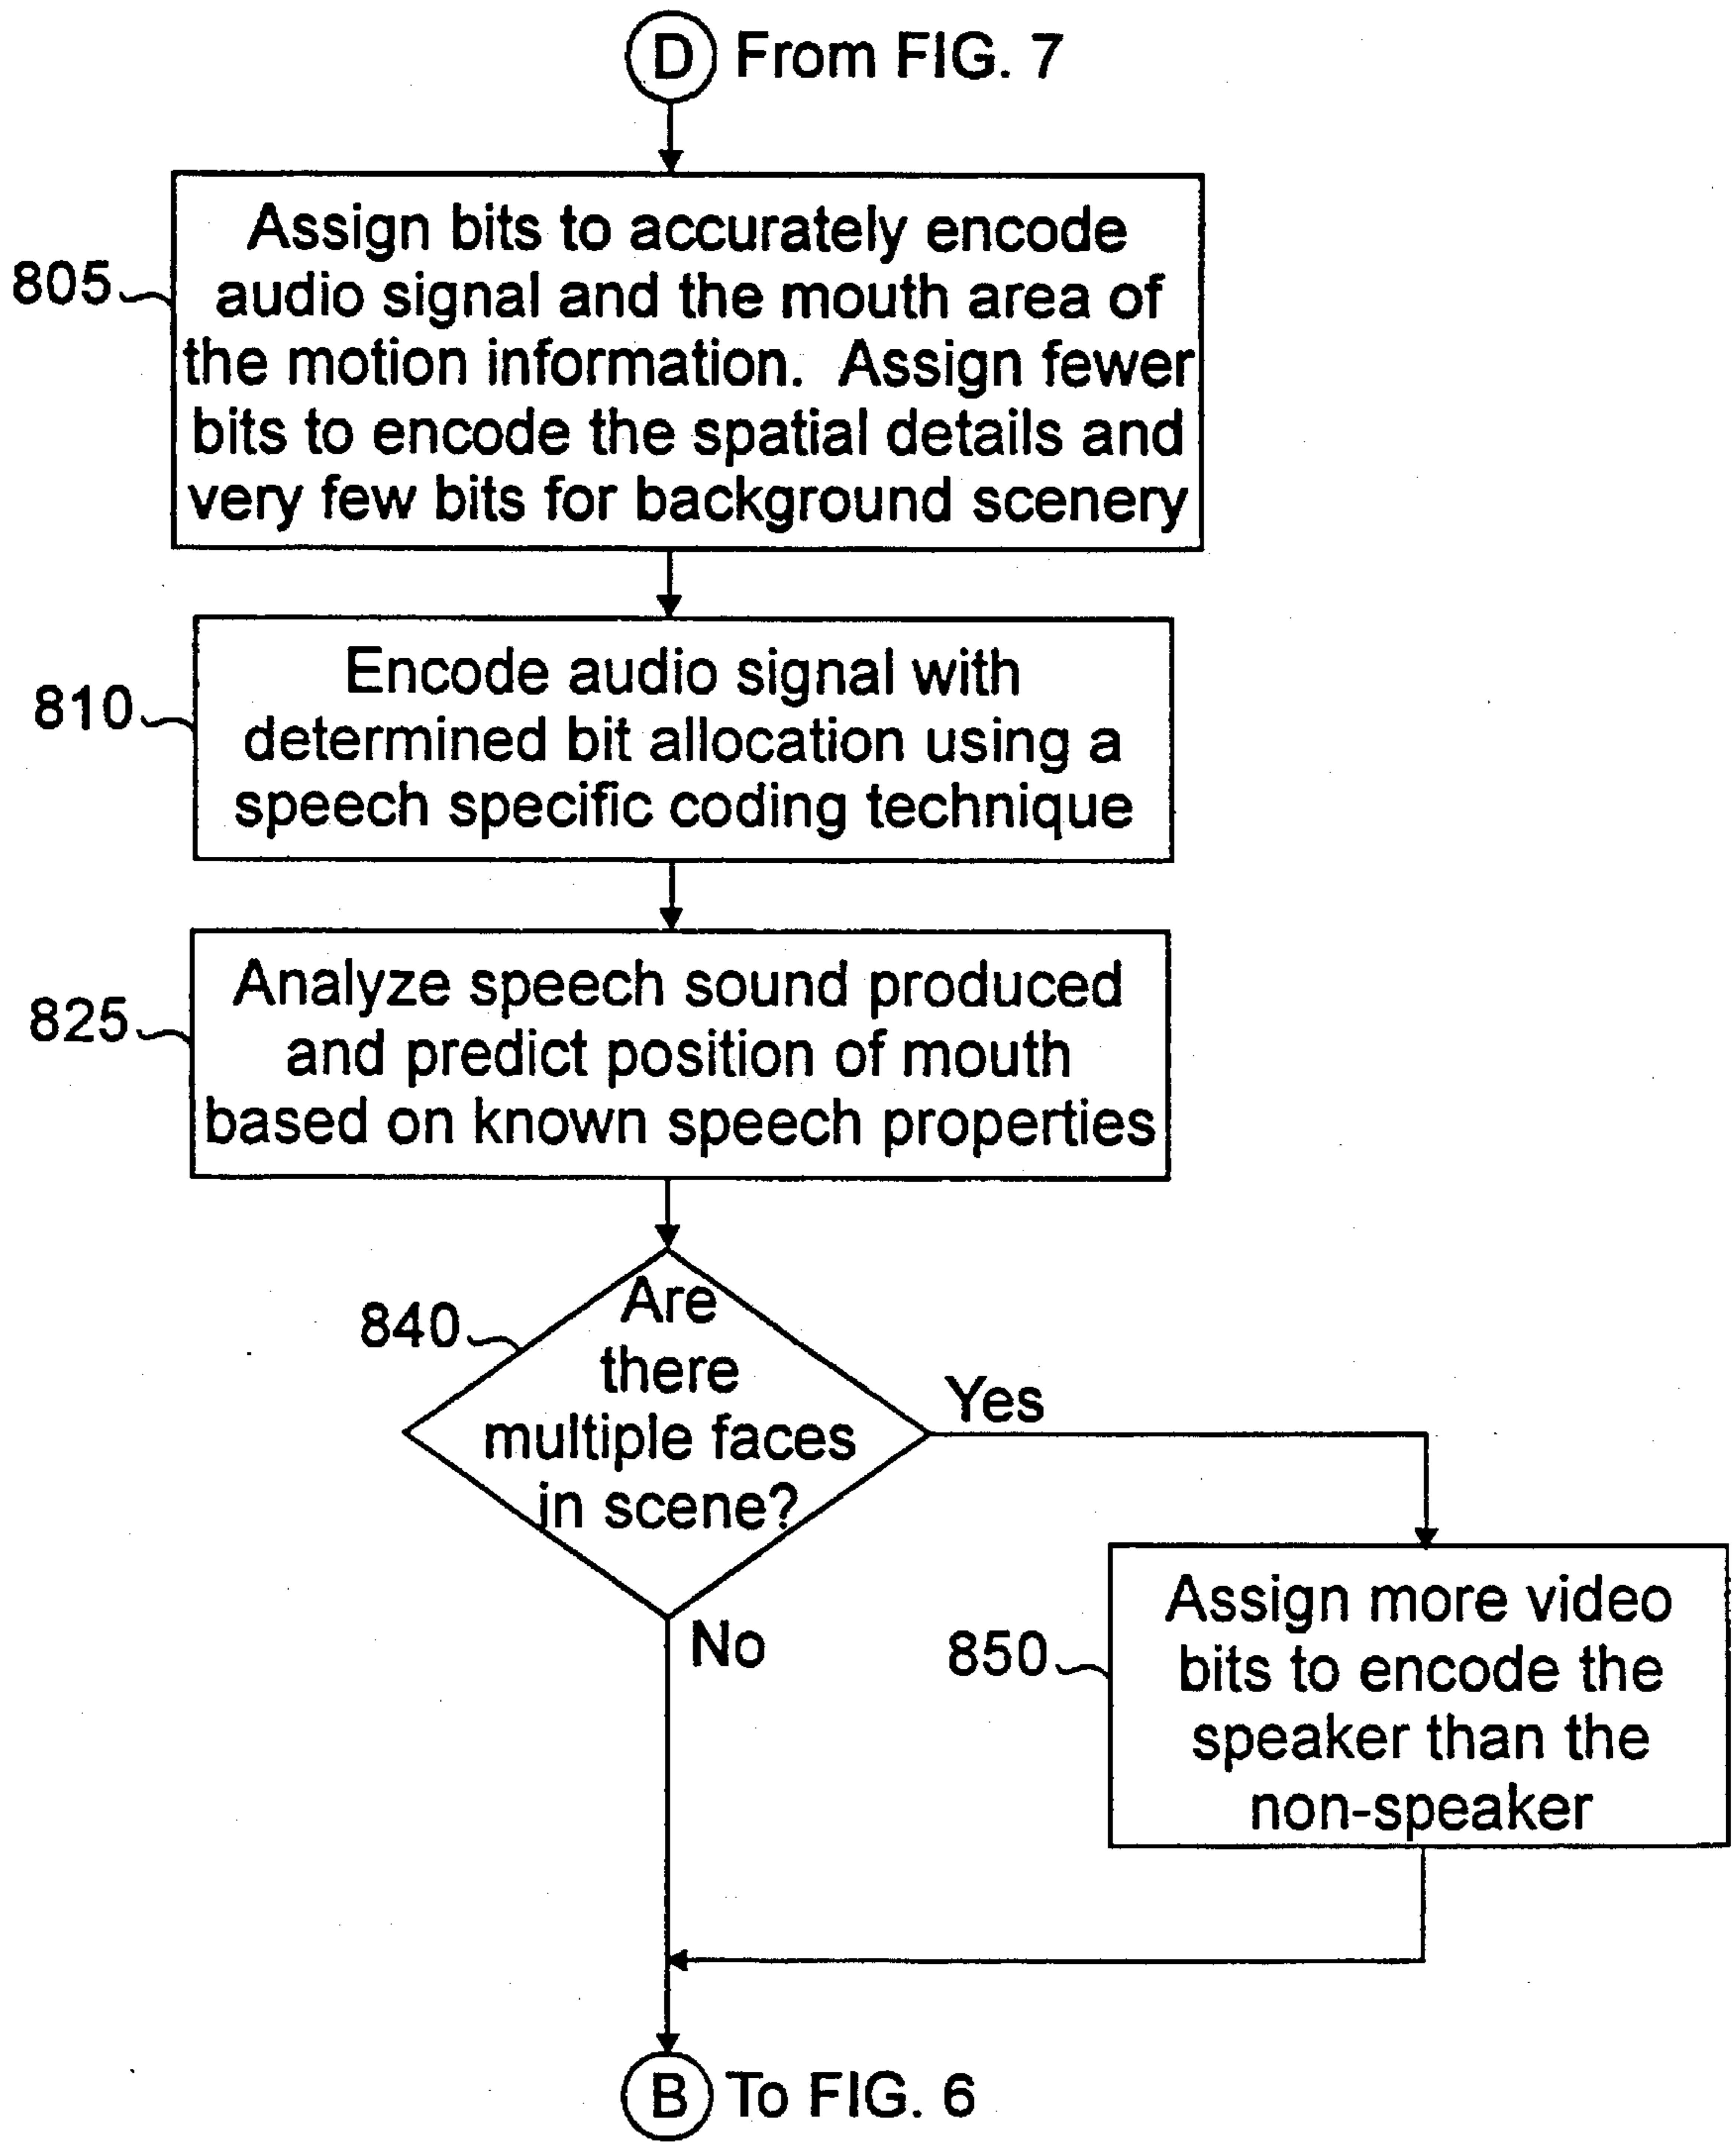 D From FIG. 7
Assign bits to accurately encode
audio signal and the mouth area of
805
the motion information. Assign fewer
bits to encode the spatial details and
very few bits for background scenery
Encode audio signal with
810
determined bit allocation using a
speech specific coding technique
Analyze speech sound produced
825
and predict position of mouth
based on known speech properties
840
Are
there
multiple faces
in scene?
Yes
No
Assign more video
850
bits to encode the
speaker than the
non-speaker
B To FIG. 6